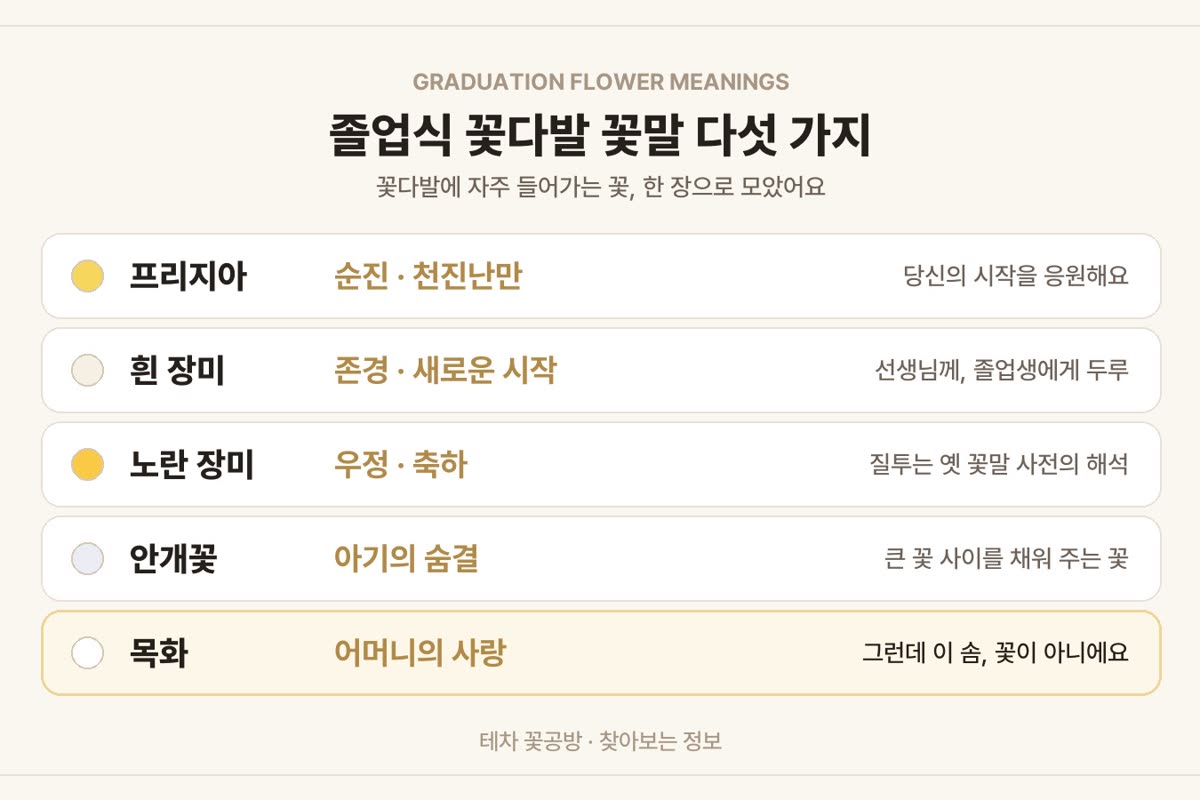 GRADUATION FLOWER MEANINGS
졸업식 꽃다발 꽃말 다섯 가지
꽃다발에 자주 들어가는 꽃, 한 장으로 모았어요
프리지아 순진 · 천진난만 당신의 시작을 응원해요
흰 장미 존경 · 새로운 시작 선생님께, 졸업생에게 두루
노란 장미 우정 · 축하 질투는 옛 꽃말 사전의 해석
안개꽃 아기의 숨결 큰 꽃 사이를 채워 주는 꽃
목화 어머니의 사랑 그런데 이 솜, 꽃이 아니에요
테차 꽃공방 · 찾아보는 정보